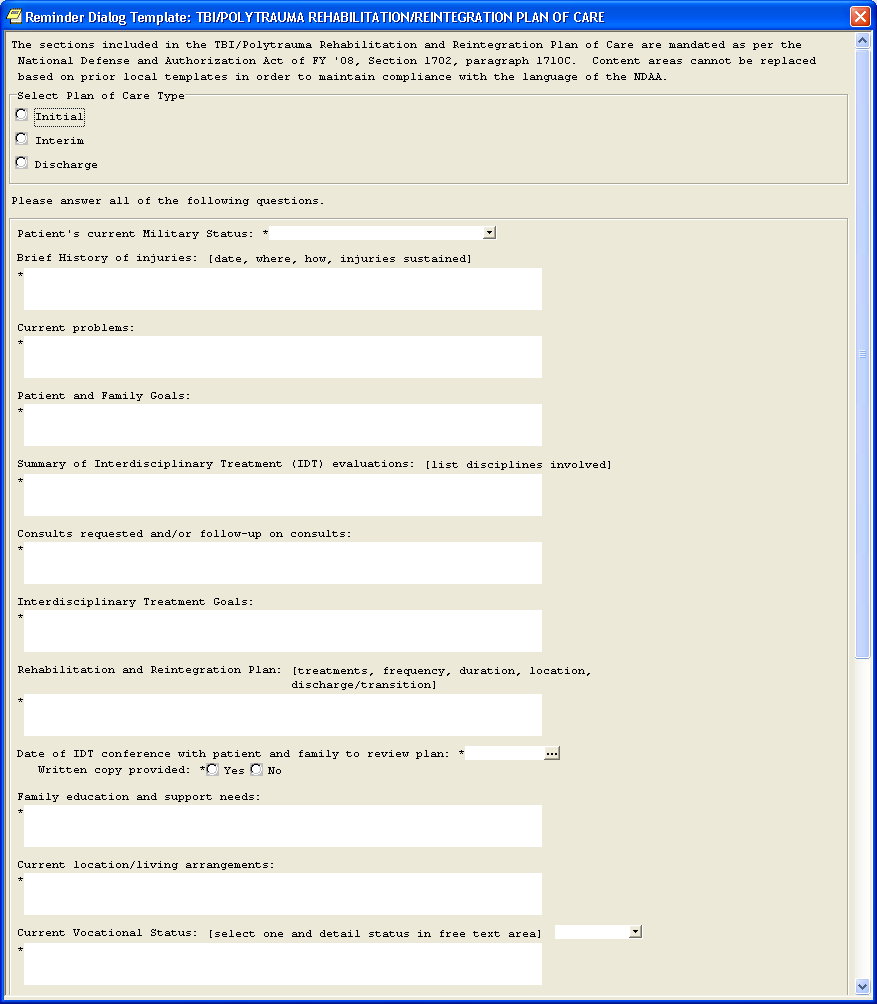 Reminder Dialog Template: TBI/POLYTRAUMA REHABILITATION/REINTEGRATION PLAN OF CARE
The sections included in the TBI/Polytrauma Rehabilitation and Reintegration Plan of Care are mandated as per the
National Defense and Authorization Act of FY '08, Section 1702, paragraph 1710C.  Content areas cannot be replaced
based on prior local templates in order to maintain compliance with the language of the NDAA.
Select Plan of Care Type
Initial
Interim
Discharge
Please answer all of the following questions.
Patient's current Military Status: *
Brief History of injuries: [date, where, how, injuries sustained]
*
Current problems:
*
Patient and Family Goals:
*
Summary of Interdisciplinary Treatment (IDT) evaluations: [list disciplines involved]
*
Consults requested and/or follow-up on consults:
*
Interdisciplinary Treatment Goals:
*
Rehabilitation and Reintegration Plan: [treatments, frequency, duration, location,
discharge/transition]
*
Date of IDT conference with patient and family to review plan: * ...
Written copy provided: * Yes No
Family education and support needs:
*
Current location/living arrangements:
*
Current Vocational Status: [select one and detail status in free text area]
*